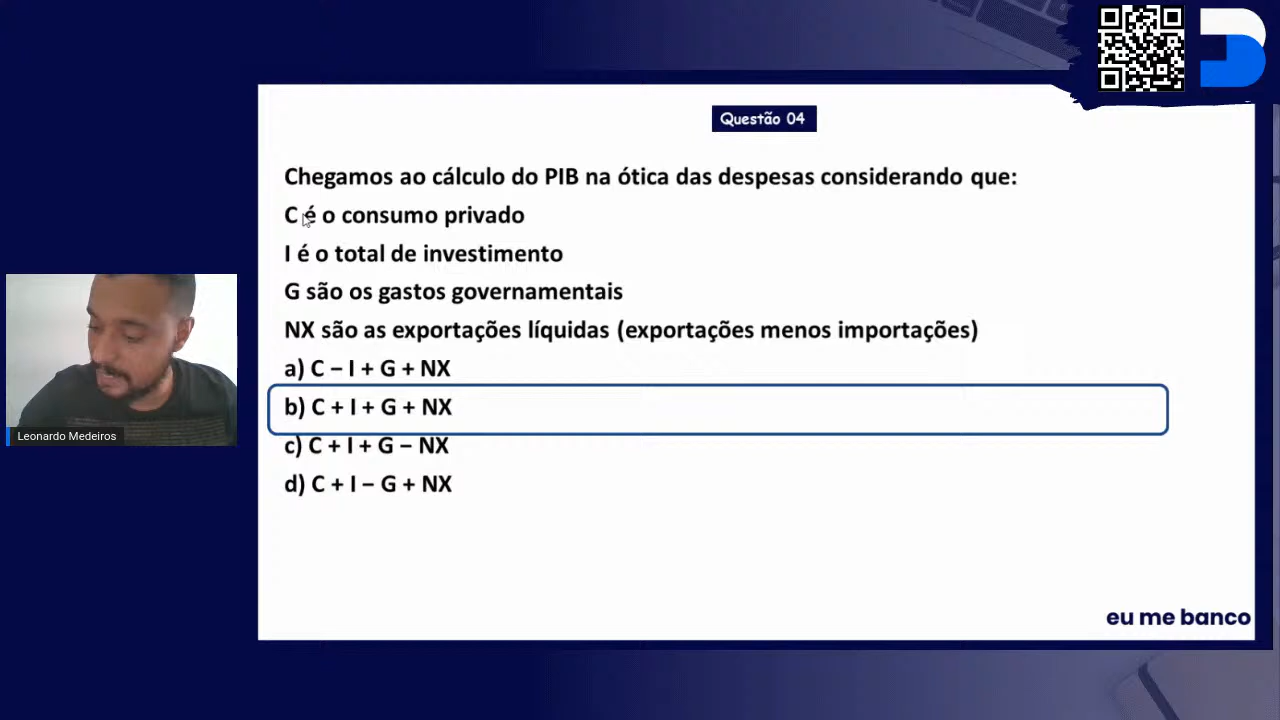 Questão 04
Chegamos ao cálculo do PIB na ótica das despesas considerando que:
C é o consumo privado
I é o total de investimento
G são os gastos governamentais
NX são as exportações líquidas (exportações menos importações)
a) C – I + G + NX
b) C + I + G + NX
c) C + I + G – NX
d) C + I – G + NX
Leonardo Medeiros
eu me banco